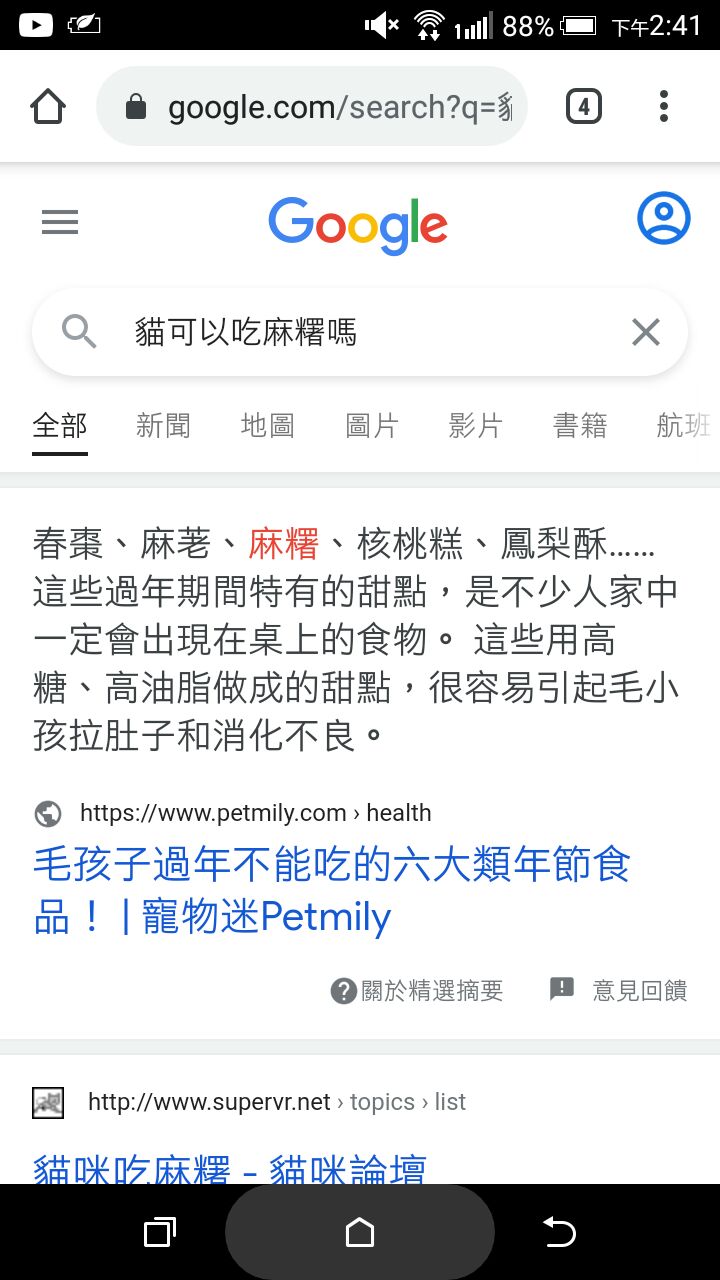 88% 下午2:41
google.com/search?q=
4
Google
貓可以吃麻糬嗎
全部 新聞 地圖 圖片 影片 書籍 航班
春棗、麻荖、麻糬、核桃糕、鳳梨酥......
這些過年期間特有的甜點，是不少人家中
一定會出現在桌上的食物。 這些用高
糖、高油脂做成的甜點，很容易引起毛小
孩拉肚子和消化不良。
https://www.petmily.com › health
毛孩子過年不能吃的六大類年節食
品！ | 寵物迷Petmily
關於精選摘要 意見回饋
http://www.supervr.net › topics › list
貓咪吃麻糬 - 貓咪論壇